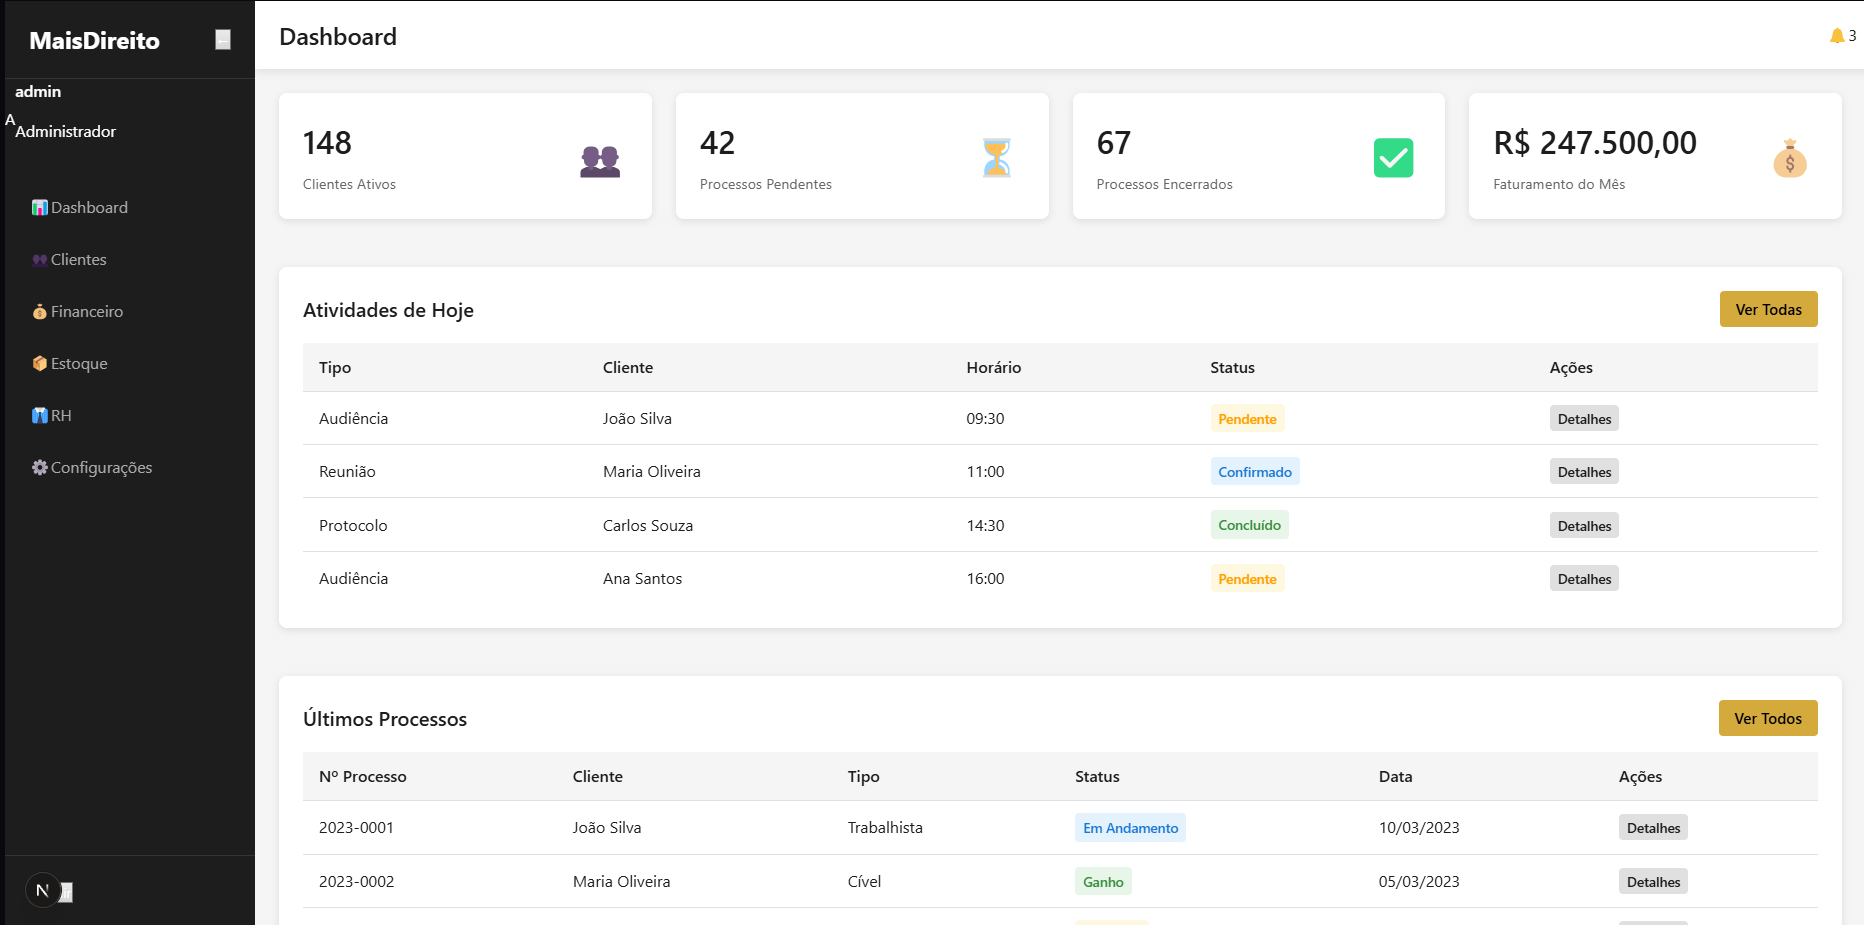 MaisDireito
admin
A
Administrador
Dashboard
Clientes
Financeiro
Estoque
RH
Configurações
N
Dashboard
3
148
Clientes Ativos
42
Processos Pendentes
67
Processos Encerrados
R$ 247.500,00
Faturamento do Mês
Atividades de Hoje
Ver Todas
Tipo Cliente Horário Status Ações
Audiência João Silva 09:30 Pendente Detalhes
Reunião Maria Oliveira 11:00 Confirmado Detalhes
Protocolo Carlos Souza 14:30 Concluído Detalhes
Audiência Ana Santos 16:00 Pendente Detalhes
Últimos Processos
Ver Todos
Nº Processo Cliente Tipo Status Data Ações
2023-0001 João Silva Trabalhista Em Andamento 10/03/2023 Detalhes
2023-0002 Maria Oliveira Cível Ganho 05/03/2023 Detalhes